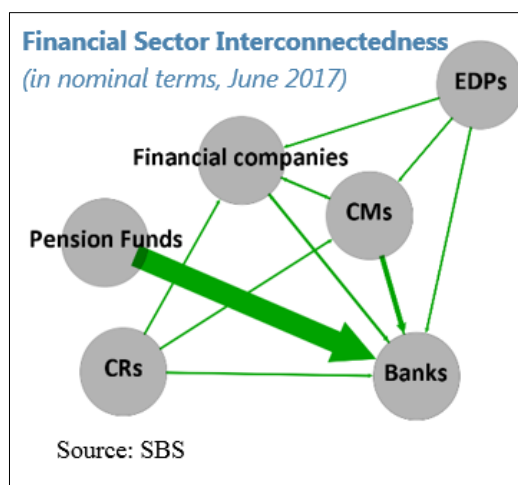 Financial Sector Interconnectedness
(in nominal terms, June 2017)
EDPs
Financial companies
CMs
Pension Funds
CRs
Banks
Source: SBS